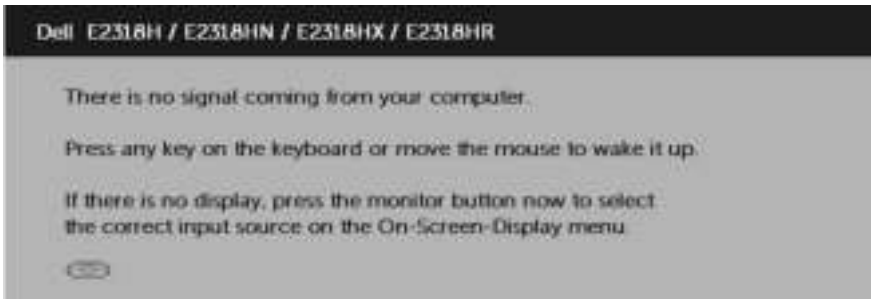 Dell E2318H / E2318HN / E2318HX / E2318HR
There is no signal coming from your computer.
Press any key on the keyboard or move the mouse to wake it up.
If there is no display, press the monitor button now to select
the correct input source on the On-Screen-Display menu.